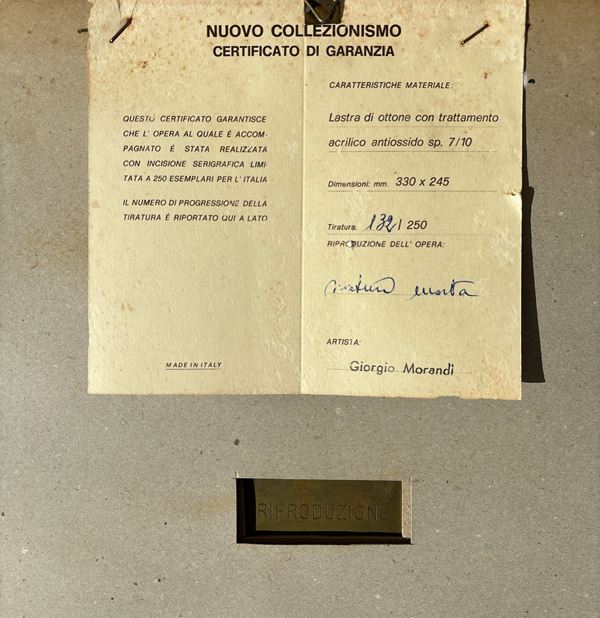 NUOVO COLLEZIONISMO
CERTIFICATO DI GARANZIA
QUESTO CERTIFICATO GARANTISCE
CHE L' OPERA AL QUALE È ACCOM-
PAGNATO È STATA REALIZZATA
CON INCISIONE SERIGRAFICA LIMI-
TATA A 250 ESEMPLARI PER L' ITALIA
IL NUMERO DI PROGRESSIONE DELLA
TIRATURA È RIPORTATO QUI A LATO
MADE IN ITALY
CARATTERISTICHE MATERIALE:
Lastra di ottone con trattamento
acrilico antiossido sp. 7/10
Dimensioni: mm. 330 x 245
Tiratura. 132 / 250
RIPRODUZIONE DELL' OPERA:
natura morta
ARTISTA:
Giorgio Morandi
RIPRODUZIONE